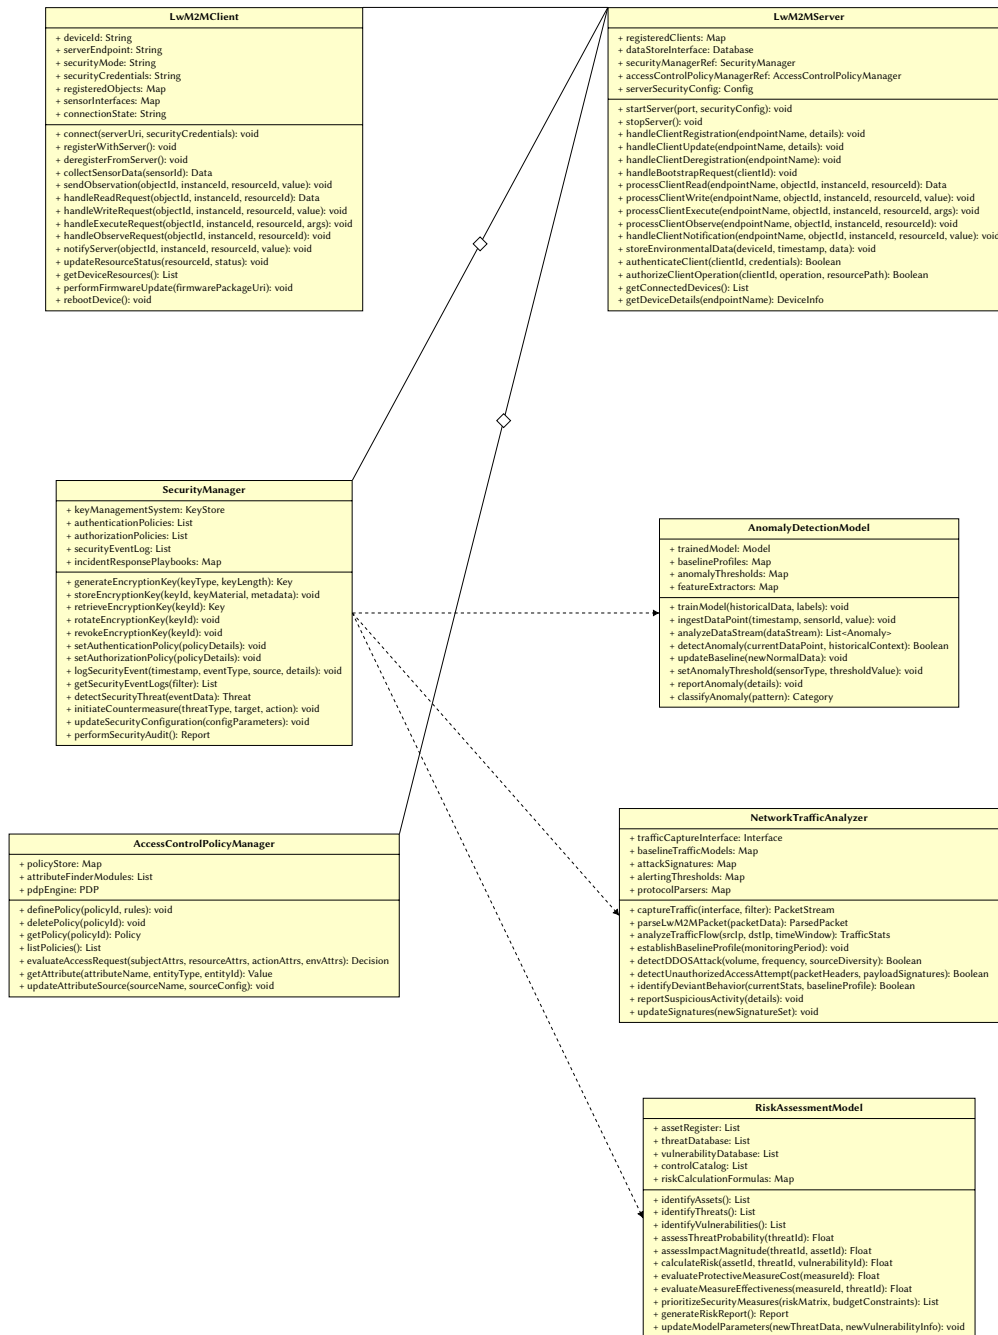 LwM2MClient
+ deviceId: String
+ serverEndpoint: String
+ securityMode: String
+ securityCredentials: String
+ registeredObjects: Map
+ sensorInterfaces: Map
+ connectionState: String
+ connect(serverUri, securityCredentials): void
+ registerWithServer(): void
+ deregisterFromServer(): void
+ collectSensorData(sensorId): Data
+ sendObservation(objectId, instanceId, resourceId, value): void
+ handleReadRequest(objectId, instanceId, resourceId): Data
+ handleWriteRequest(objectId, instanceId, resourceId, value): void
+ handleExecuteRequest(objectId, instanceId, resourceId, args): void
+ handleObserveRequest(objectId, instanceId, resourceId): void
+ notifyServer(objectId, instanceId, resourceId, value): void
+ updateResourceStatus(resourceId, status): void
+ getDeviceResources(): List
+ performFirmwareUpdate(firmwarePackageUri): void
+ rebootDevice(): void
LwM2MServer
+ registeredClients: Map
+ dataStoreInterface: Database
+ securityManagerRef: SecurityManager
+ accessControlPolicyManagerRef: AccessControlPolicyManager
+ serverSecurityConfig: Config
+ startServer(port, securityConfig): void
+ stopServer(): void
+ handleClientRegistration(endpointName, details): void
+ handleClientUpdate(endpointName, details): void
+ handleClientDeregistration(endpointName): void
+ handleBootstrapRequest(clientId): void
+ processClientRead(endpointName, objectId, instanceId, resourceId): Data
+ processClientWrite(endpointName, objectId, instanceId, resourceId, value): void
+ processClientExecute(endpointName, objectId, instanceId, resourceId, args): void
+ processClientObserve(endpointName, objectId, instanceId, resourceId): void
+ handleClientNotification(endpointName, objectId, instanceId, resourceId, value): void
+ storeEnvironmentalData(deviceId, timestamp, data): void
+ authenticateClient(clientId, credentials): Boolean
+ authorizeClientOperation(clientId, operation, resourcePath): Boolean
+ getConnectedDevices(): List
+ getDeviceDetails(endpointName): DeviceInfo
SecurityManager
+ keyManagementSystem: KeyStore
+ authenticationPolicies: List
+ authorizationPolicies: List
+ securityEventLog: List
+ incidentResponsePlaybooks: Map
+ generateEncryptionKey(keyType, keyLength): Key
+ storeEncryptionKey(keyId, keyMaterial, metadata): void
+ retrieveEncryptionKey(keyId): Key
+ rotateEncryptionKey(keyId): void
+ revokeEncryptionKey(keyId): void
+ setAuthenticationPolicy(policyDetails): void
+ setAuthorizationPolicy(policyDetails): void
+ logSecurityEvent(timestamp, eventType, source, details): void
+ getSecurityEventLogs(filter): List
+ detectSecurityThreat(eventData): Threat
+ initiateCountermeasure(threatType, target, action): void
+ updateSecurityConfiguration(configParameters): void
+ performSecurityAudit(): Report
AnomalyDetectionModel
+ trainedModel: Model
+ baselineProfiles: Map
+ anomalyThresholds: Map
+ featureExtractors: Map
+ trainModel(historicalData, labels): void
+ ingestDataPoint(timestamp, sensorId, value): void
+ analyzeDataStream(dataStream): List<Anomaly>
+ detectAnomaly(currentDataPoint, historicalContext): Boolean
+ updateBaseline(newNormalData): void
+ setAnomalyThreshold(sensorType, thresholdValue): void
+ reportAnomaly(details): void
+ classifyAnomaly(pattern): Category
AccessControlPolicyManager
+ policyStore: Map
+ attributeFinderModules: List
+ pdpEngine: PDP
+ definePolicy(policyId, rules): void
+ deletePolicy(policyId): void
+ getPolicy(policyId): Policy
+ listPolicies(): List
+ evaluateAccessRequest(subjectAttrs, resourceAttrs, actionAttrs, envAttrs): Decision
+ getAttribute(attributeName, entityType, entityId): Value
+ updateAttributeSource(sourceName, sourceConfig): void
NetworkTrafficAnalyzer
+ trafficCaptureInterface: Interface
+ baselineTrafficModels: Map
+ attackSignatures: Map
+ alertingThresholds: Map
+ protocolParsers: Map
+ captureTraffic(interface, filter): PacketStream
+ parseLwM2MPacket(packetData): ParsedPacket
+ analyzeTrafficFlow(srcIp, dstIp, timeWindow): TrafficStats
+ establishBaselineProfile(monitoringPeriod): void
+ detectDDOSAttack(volume, frequency, sourceDiversity): Boolean
+ detectUnauthorizedAccessAttempt(packetHeaders, payloadSignatures): Boolean
+ identifyDeviantBehavior(currentStats, baselineProfile): Boolean
+ reportSuspiciousActivity(details): void
+ updateSignatures(newSignatureSet): void
RiskAssessmentModel
+ assetRegister: List
+ threatDatabase: List
+ vulnerabilityDatabase: List
+ controlCatalog: List
+ riskCalculationFormulas: Map
+ identifyAssets(): List
+ identifyThreats(): List
+ identifyVulnerabilities(): List
+ assessThreatProbability(threatId): Float
+ assessImpactMagnitude(threatId, assetId): Float
+ calculateRisk(assetId, threatId, vulnerabilityId): Float
+ evaluateProtectiveMeasureCost(measureId): Float
+ evaluateMeasureEffectiveness(measureId, threatId): Float
+ prioritizeSecurityMeasures(riskMatrix, budgetConstraints): List
+ generateRiskReport(): Report
+ updateModelParameters(newThreatData, newVulnerabilityInfo): void